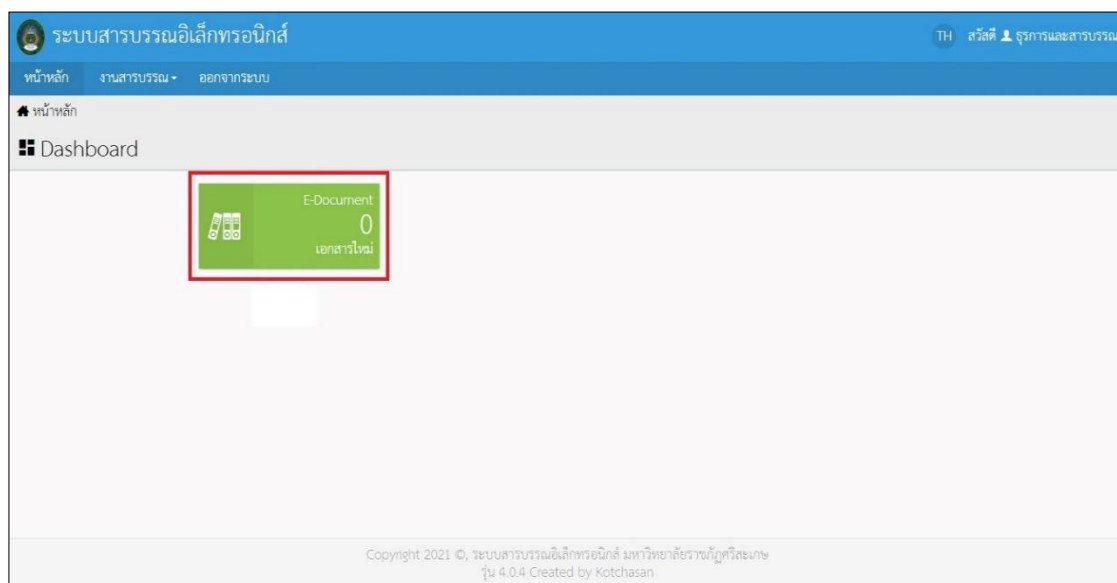 ระบบสารบรรณอิเล็กทรอนิกส์
TH สวัสดี ธุรการและสารบรรณ
หน้าหลัก งานสารบรรณ ออกจากระบบ
หน้าหลัก
Dashboard
E-Document
0
เอกสารใหม่
Copyright 2021 ©, ระบบสารบรรณอิเล็กทรอนิกส์ มหาวิทยาลัยราชภัฏศรีสะเกษ
รุ่น 4.0.4 Created by Kotchasan